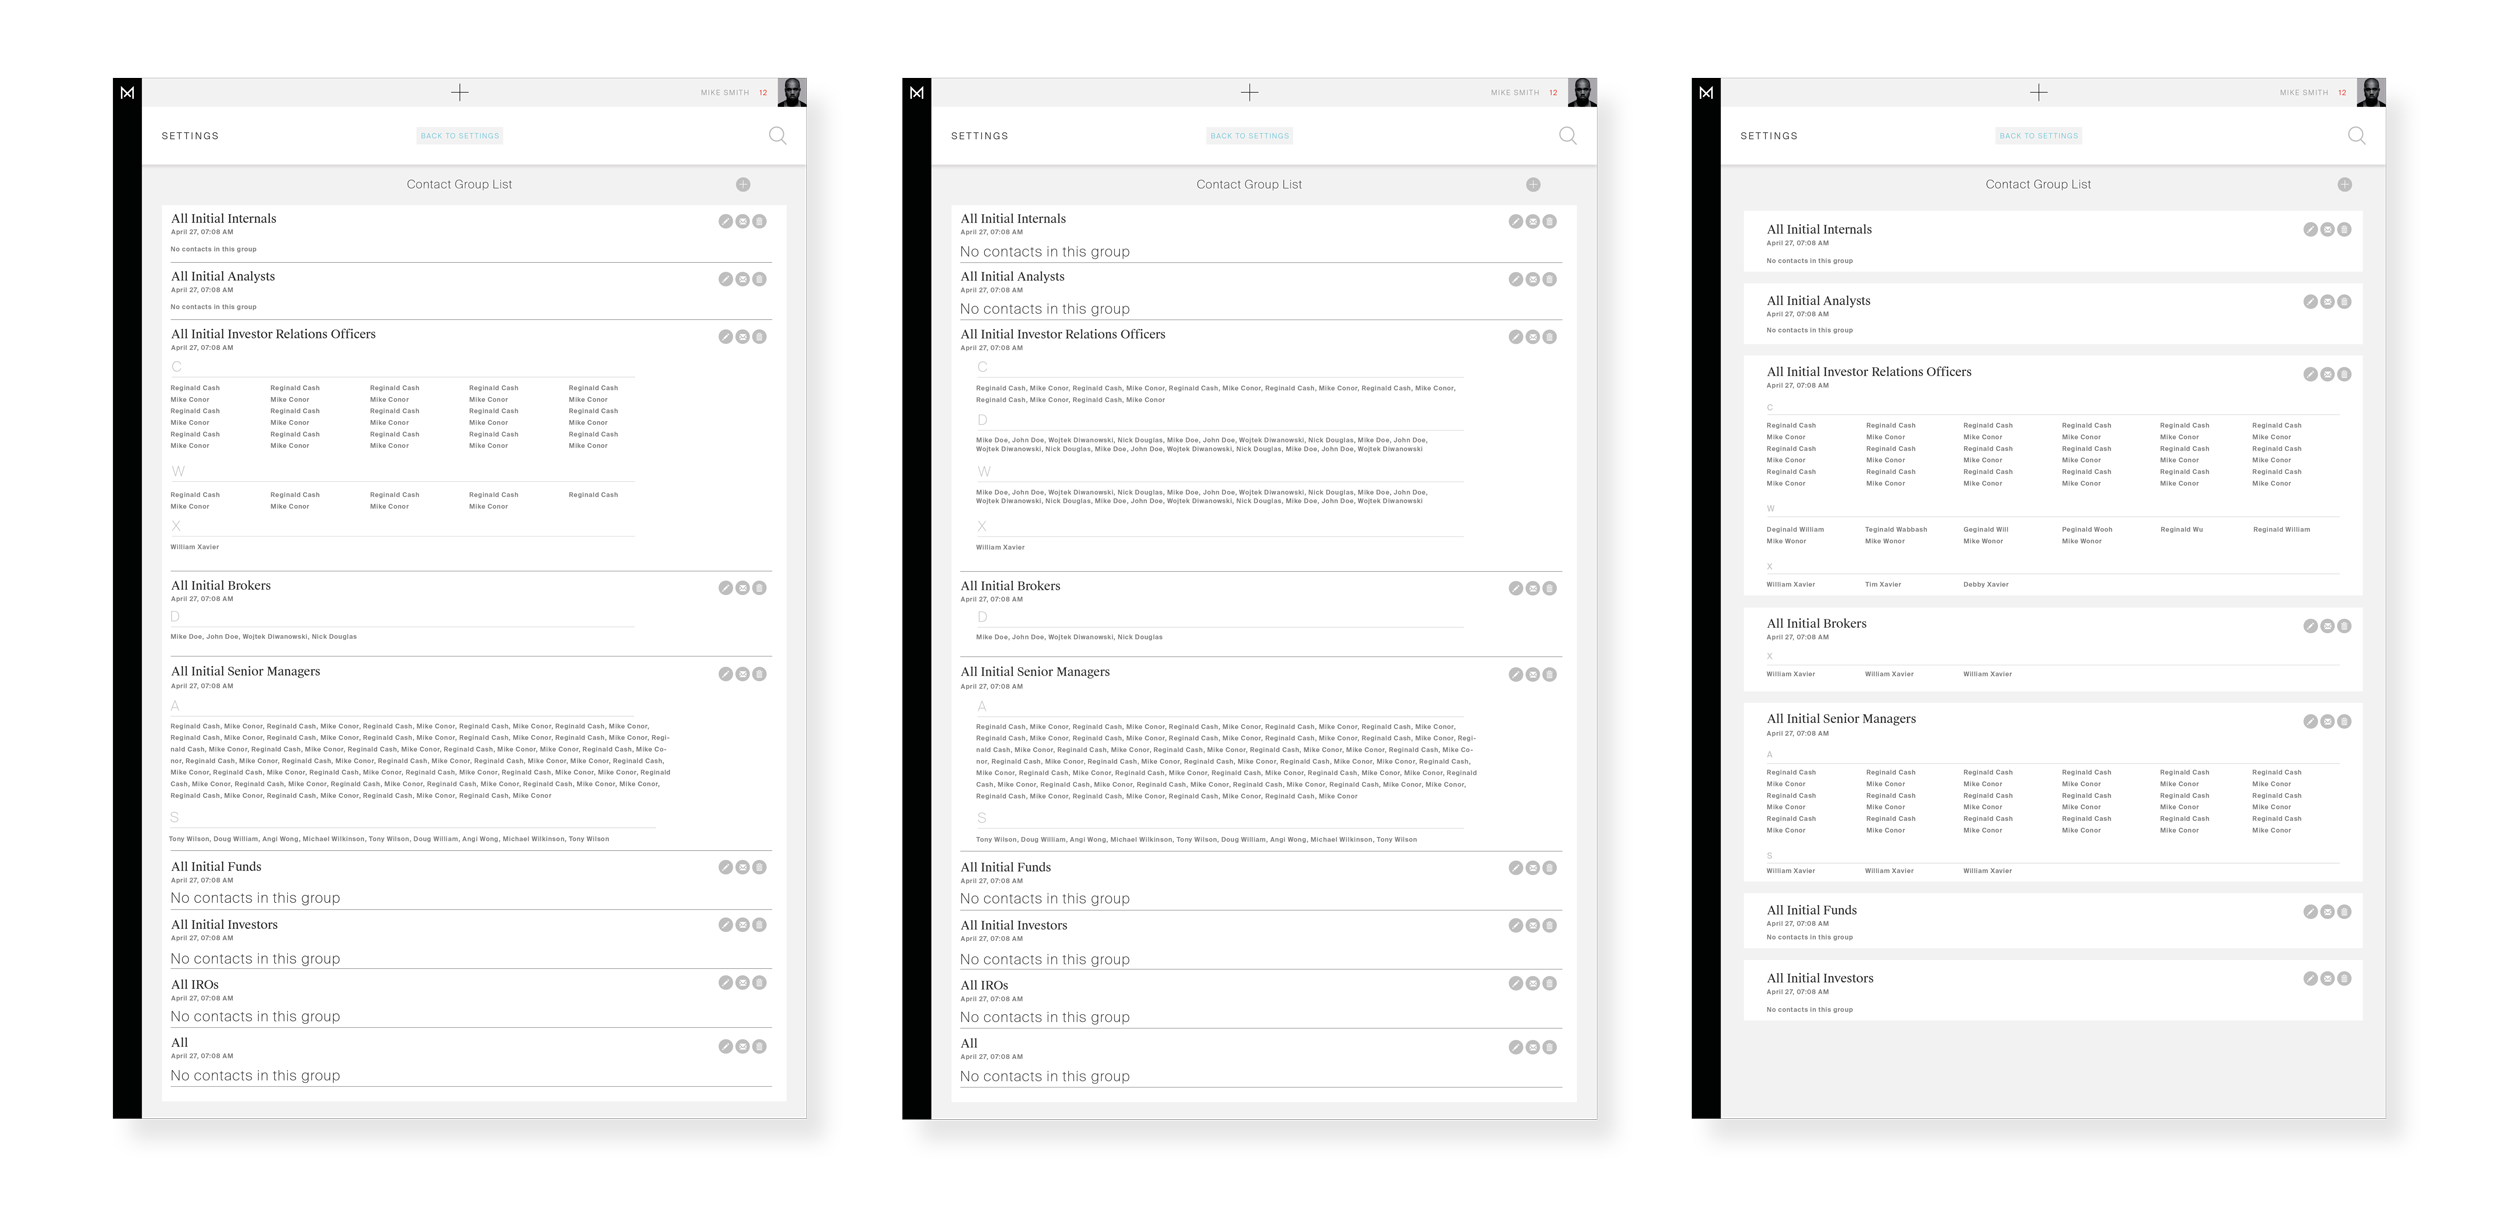 MIKE SMITH 12
SETTINGS
BACK TO SETTINGS
Contact Group List
All Initial Internals
April 27, 07:08 AM
No contacts in this group
All Initial Analysts
April 27, 07:08 AM
No contacts in this group
All Initial Investor Relations Officers
April 27, 07:08 AM
C
Reginald Cash Reginald Cash Reginald Cash Reginald Cash Reginald Cash
Mike Conor Mike Conor Mike Conor Mike Conor Mike Conor
Reginald Cash Reginald Cash Reginald Cash Reginald Cash Reginald Cash
Mike Conor Mike Conor Mike Conor Mike Conor Mike Conor
Reginald Cash Reginald Cash Reginald Cash Reginald Cash Reginald Cash
Mike Conor Mike Conor Mike Conor Mike Conor Mike Conor
W
Reginald Cash Reginald Cash Reginald Cash Reginald Cash Reginald Cash
Mike Conor Mike Conor Mike Conor Mike Conor
X
William Xavier
All Initial Brokers
April 27, 07:08 AM
D
Mike Doe, John Doe, Wojtek Diwanowski, Nick Douglas
All Initial Senior Managers
April 27, 07:08 AM
A
Reginald Cash, Mike Conor, Reginald Cash, Mike Conor, Reginald Cash, Mike Conor, Reginald Cash, Mike Conor, Reginald Cash, Mike Conor,
Reginald Cash, Mike Conor, Reginald Cash, Mike Conor, Reginald Cash, Mike Conor, Reginald Cash, Mike Conor, Reginald Cash, Mike Conor, Regi-
nald Cash, Mike Conor, Reginald Cash, Mike Conor, Reginald Cash, Mike Conor, Reginald Cash, Mike Conor, Mike Conor, Reginald Cash, Mike Co-
nor, Reginald Cash, Mike Conor, Reginald Cash, Mike Conor, Reginald Cash, Mike Conor, Reginald Cash, Mike Conor, Mike Conor, Reginald Cash,
Mike Conor, Reginald Cash, Mike Conor, Reginald Cash, Mike Conor, Reginald Cash, Mike Conor, Reginald Cash, Mike Conor, Mike Conor, Reginald
Cash, Mike Conor, Reginald Cash, Mike Conor, Reginald Cash, Mike Conor, Reginald Cash, Mike Conor, Reginald Cash, Mike Conor, Mike Conor,
Reginald Cash, Mike Conor, Reginald Cash, Mike Conor, Reginald Cash, Mike Conor, Reginald Cash, Mike Conor
S
Tony Wilson, Doug William, Angi Wong, Michael Wilkinson, Tony Wilson, Doug William, Angi Wong, Michael Wilkinson, Tony Wilson
All Initial Funds
April 27, 07:08 AM
No contacts in this group
All Initial Investors
April 27, 07:08 AM
No contacts in this group
All IROs
April 27, 07:08 AM
No contacts in this group
All
April 27, 07:08 AM
No contacts in this group
MIKE SMITH 12
SETTINGS
BACK TO SETTINGS
Contact Group List
All Initial Internals
April 27, 07:08 AM
No contacts in this group
All Initial Analysts
April 27, 07:08 AM
No contacts in this group
All Initial Investor Relations Officers
April 27, 07:08 AM
C
Reginald Cash, Mike Conor, Reginald Cash, Mike Conor, Reginald Cash, Mike Conor, Reginald Cash, Mike Conor, Reginald Cash, Mike Conor,
Reginald Cash, Mike Conor, Reginald Cash, Mike Conor
D
Mike Doe, John Doe, Wojtek Diwanowski, Nick Douglas, Mike Doe, John Doe, Wojtek Diwanowski, Nick Douglas, Mike Doe, John Doe,
Wojtek Diwanowski, Nick Douglas, Mike Doe, John Doe, Wojtek Diwanowski, Nick Douglas, Mike Doe, John Doe, Wojtek Diwanowski
W
Mike Doe, John Doe, Wojtek Diwanowski, Nick Douglas, Mike Doe, John Doe, Wojtek Diwanowski, Nick Douglas, Mike Doe, John Doe,
Wojtek Diwanowski, Nick Douglas, Mike Doe, John Doe, Wojtek Diwanowski, Nick Douglas, Mike Doe, John Doe, Wojtek Diwanowski
X
William Xavier
All Initial Brokers
April 27, 07:08 AM
D
Mike Doe, John Doe, Wojtek Diwanowski, Nick Douglas
All Initial Senior Managers
April 27, 07:08 AM
A
Reginald Cash, Mike Conor, Reginald Cash, Mike Conor, Reginald Cash, Mike Conor, Reginald Cash, Mike Conor, Reginald Cash, Mike Conor,
Reginald Cash, Mike Conor, Reginald Cash, Mike Conor, Reginald Cash, Mike Conor, Reginald Cash, Mike Conor, Reginald Cash, Mike Conor, Regi-
nald Cash, Mike Conor, Reginald Cash, Mike Conor, Reginald Cash, Mike Conor, Reginald Cash, Mike Conor, Mike Conor, Reginald Cash, Mike Co-
nor, Reginald Cash, Mike Conor, Reginald Cash, Mike Conor, Reginald Cash, Mike Conor, Reginald Cash, Mike Conor, Mike Conor, Reginald Cash,
Mike Conor, Reginald Cash, Mike Conor, Reginald Cash, Mike Conor, Reginald Cash, Mike Conor, Reginald Cash, Mike Conor, Mike Conor, Reginald
Cash, Mike Conor, Reginald Cash, Mike Conor, Reginald Cash, Mike Conor, Reginald Cash, Mike Conor, Reginald Cash, Mike Conor, Mike Conor,
Reginald Cash, Mike Conor, Reginald Cash, Mike Conor, Reginald Cash, Mike Conor, Reginald Cash, Mike Conor
S
Tony Wilson, Doug William, Angi Wong, Michael Wilkinson, Tony Wilson, Doug William, Angi Wong, Michael Wilkinson, Tony Wilson
All Initial Funds
April 27, 07:08 AM
No contacts in this group
All Initial Investors
April 27, 07:08 AM
No contacts in this group
All IROs
April 27, 07:08 AM
No contacts in this group
All
April 27, 07:08 AM
No contacts in this group
MIKE SMITH 12
SETTINGS
BACK TO SETTINGS
Contact Group List
All Initial Internals
April 27, 07:08 AM
No contacts in this group
All Initial Analysts
April 27, 07:08 AM
No contacts in this group
All Initial Investor Relations Officers
April 27, 07:08 AM
C
Reginald Cash Reginald Cash Reginald Cash Reginald Cash Reginald Cash Reginald Cash
Mike Conor Mike Conor Mike Conor Mike Conor Mike Conor Mike Conor
Reginald Cash Reginald Cash Reginald Cash Reginald Cash Reginald Cash Reginald Cash
Mike Conor Mike Conor Mike Conor Mike Conor Mike Conor Mike Conor
Reginald Cash Reginald Cash Reginald Cash Reginald Cash Reginald Cash Reginald Cash
Mike Conor Mike Conor Mike Conor Mike Conor Mike Conor Mike Conor
W
Deginald William Teginald Wabbash Geginald Will Peginald Wooh Reginald Wu Reginald William
Mike Wonor Mike Wonor Mike Wonor Mike Wonor
X
William Xavier Tim Xavier Debby Xavier
All Initial Brokers
April 27, 07:08 AM
X
William Xavier William Xavier William Xavier
All Initial Senior Managers
April 27, 07:08 AM
A
Reginald Cash Reginald Cash Reginald Cash Reginald Cash Reginald Cash Reginald Cash
Mike Conor Mike Conor Mike Conor Mike Conor Mike Conor Mike Conor
Reginald Cash Reginald Cash Reginald Cash Reginald Cash Reginald Cash Reginald Cash
Mike Conor Mike Conor Mike Conor Mike Conor Mike Conor Mike Conor
Reginald Cash Reginald Cash Reginald Cash Reginald Cash Reginald Cash Reginald Cash
Mike Conor Mike Conor Mike Conor Mike Conor Mike Conor Mike Conor
S
William Xavier William Xavier William Xavier
All Initial Funds
April 27, 07:08 AM
No contacts in this group
All Initial Investors
April 27, 07:08 AM
No contacts in this group